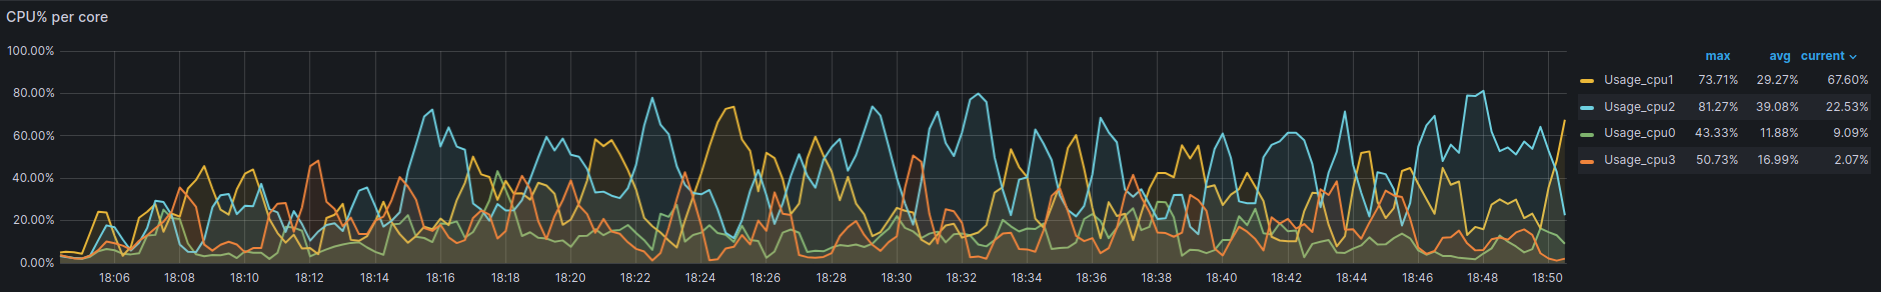 CPU% per core
100.00%
80.00%
60.00%
40.00%
20.00%
0.00%
18:06 18:08 18:10 18:12 18:14 18:16 18:18 18:20 18:22 18:24 18:26 18:28 18:30 18:32 18:34 18:36 18:38 18:40 18:42 18:44 18:46 18:48 18:50
max avg current
Usage_cpu1 73.71% 29.27% 67.60%
Usage_cpu2 81.27% 39.08% 22.53%
Usage_cpu0 43.33% 11.88% 9.09%
Usage_cpu3 50.73% 16.99% 2.07%